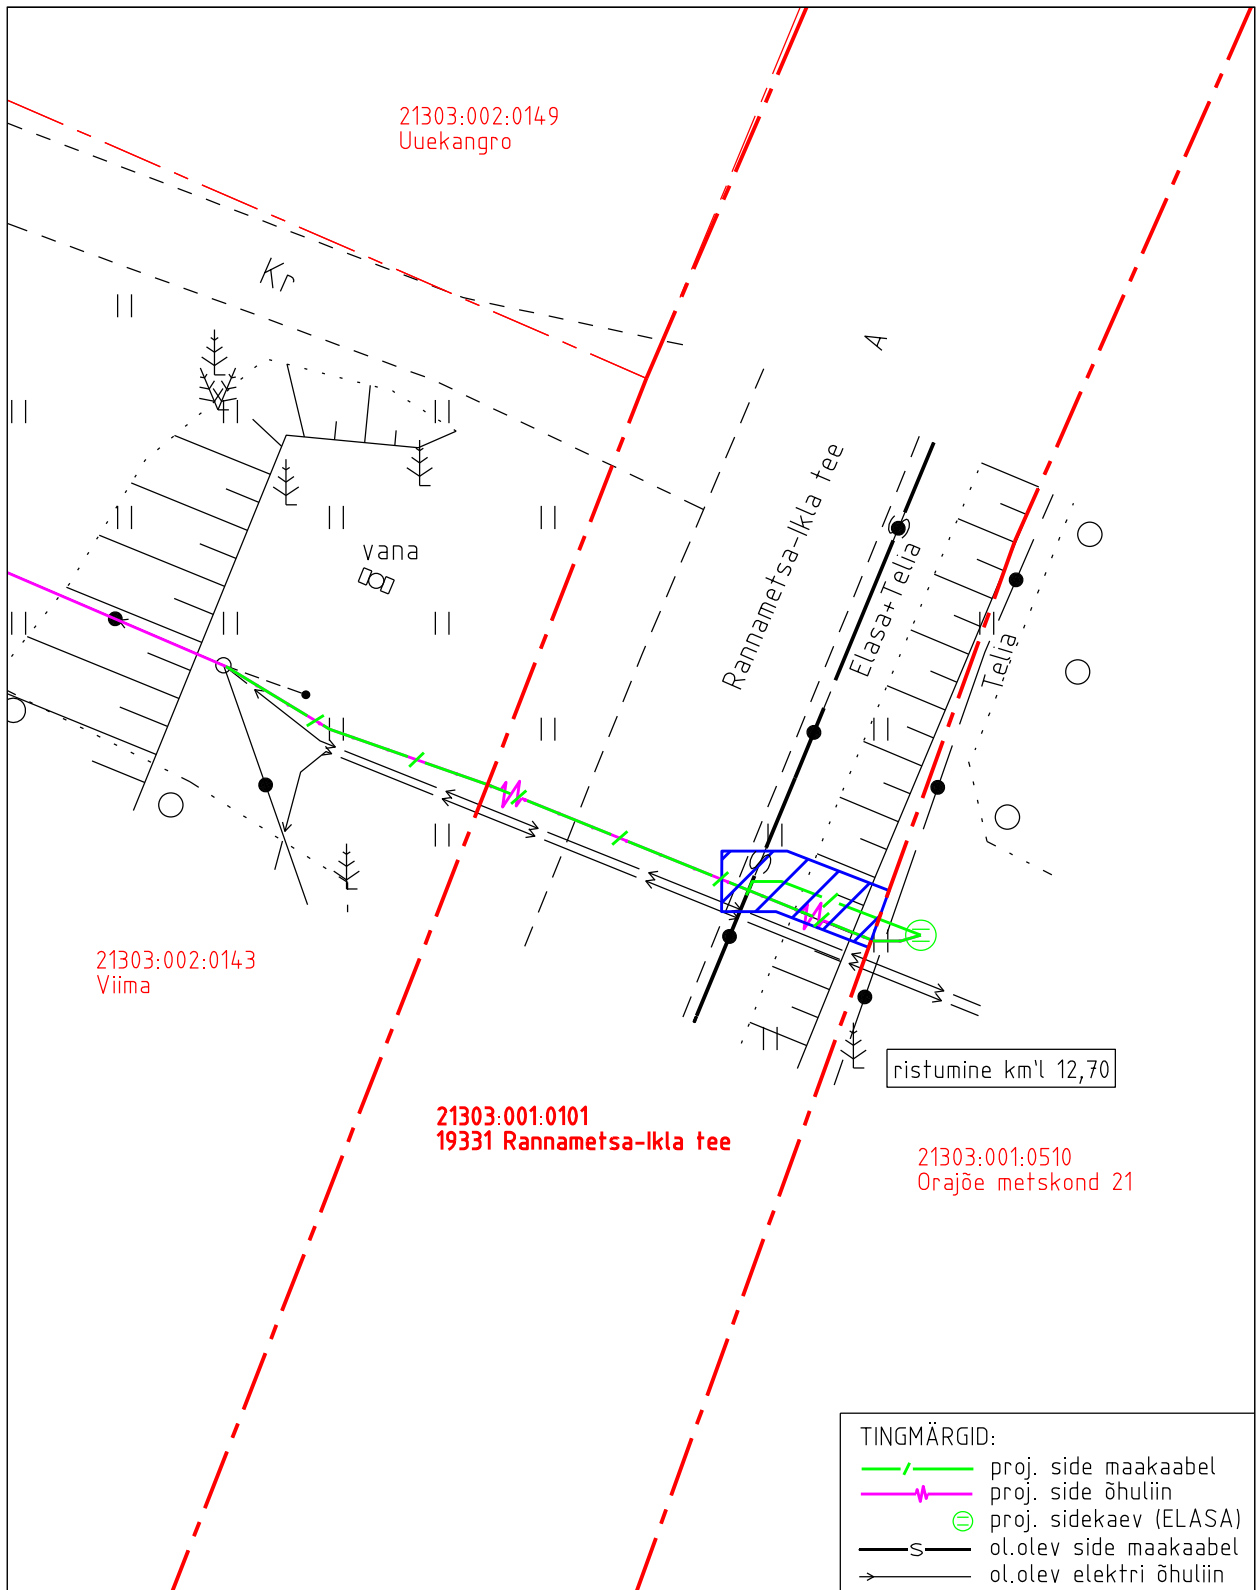 21303:002:0149
Uuekangro
Kr
A
vana
Rannametsa-Ikla tee
Elasa+Telia
S
Telia
S
21303:002:0143
Viima
ristumine km'l 12,70
21303:001:0101
19331 Rannametsa-Ikla tee
21303:001:0510
Orajõe metskond 21
TINGMÄRGID:
proj. side maakaabel
proj. side õhuliin
proj. sidekaev (ELASA)
S ol.olev side maakaabel
ol.olev elektri õhuliin